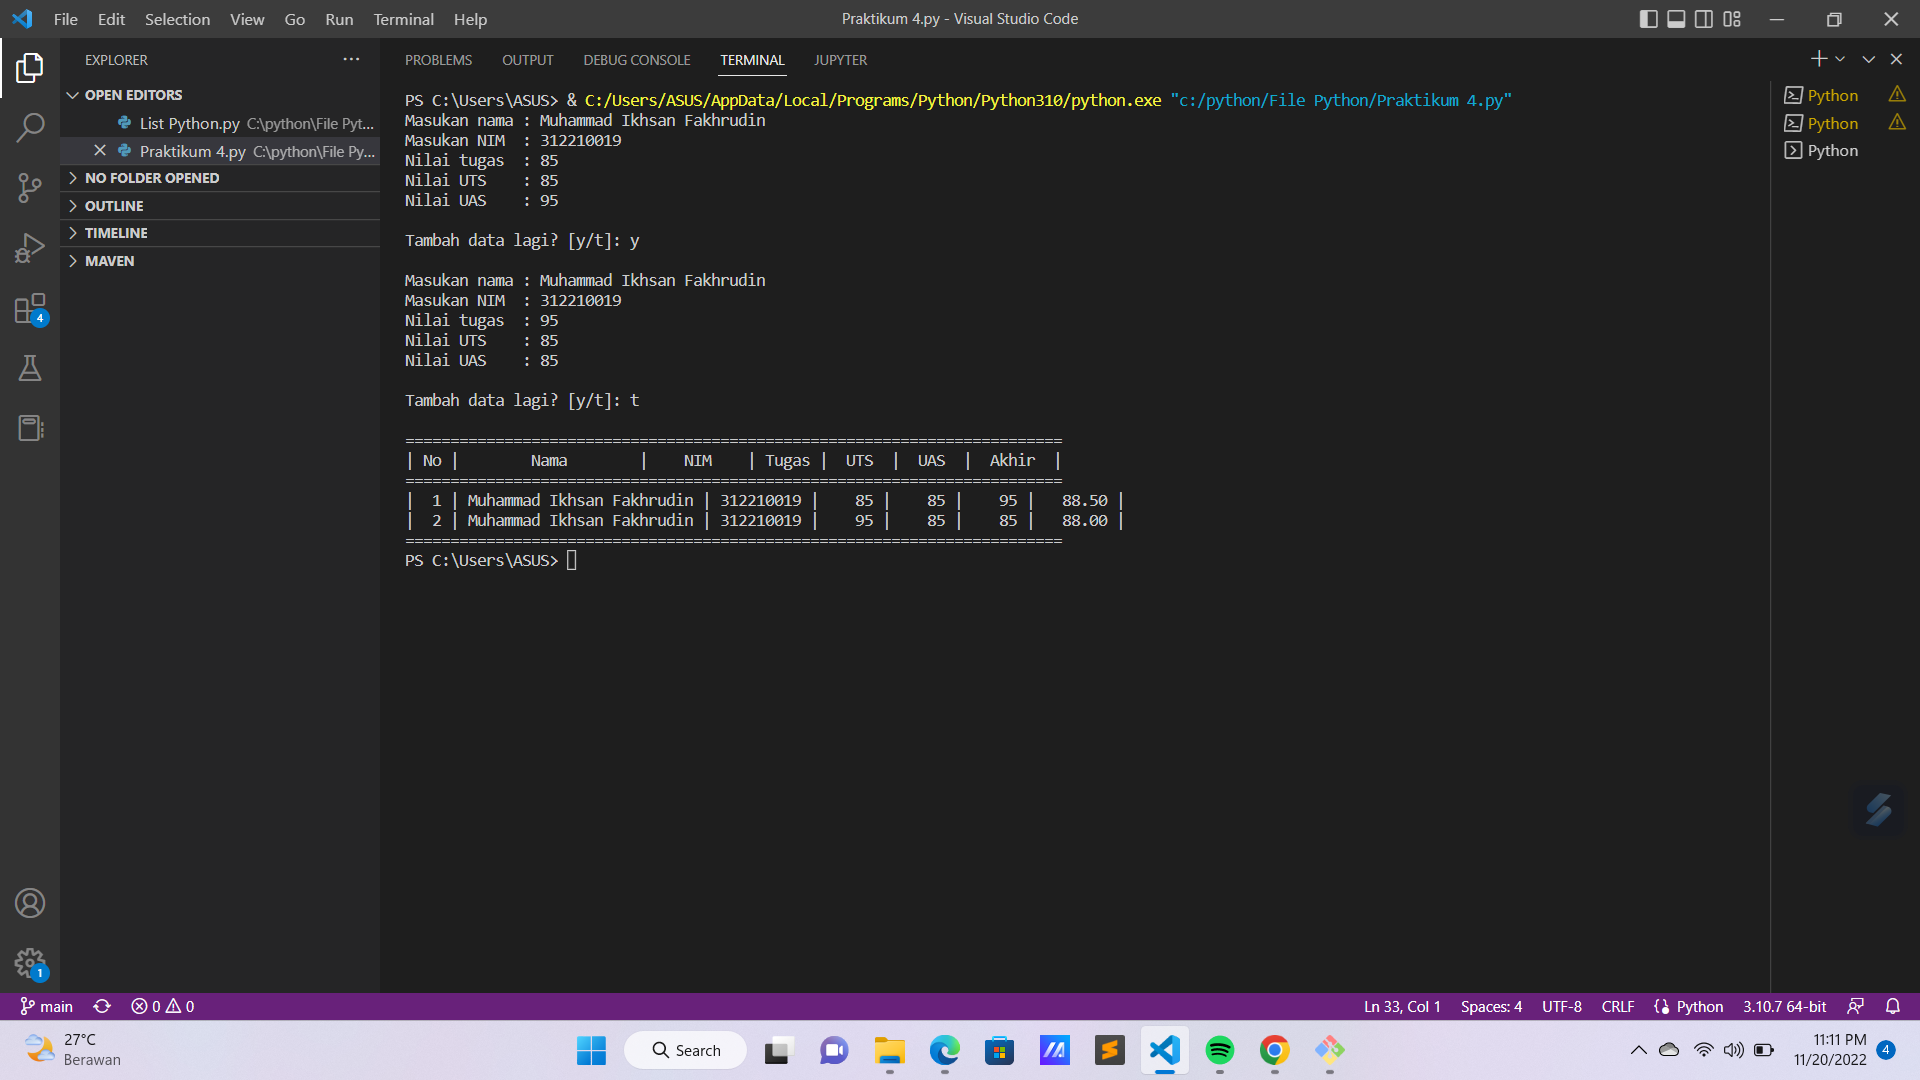 File Edit Selection View Go Run Terminal Help
Praktikum 4.py - Visual Studio Code
EXPLORER
OPEN EDITORS
List Python.py C:\python\File Pyt...
Praktikum 4.py C:\python\File Py...
NO FOLDER OPENED
OUTLINE
TIMELINE
MAVEN
4
1
PROBLEMS OUTPUT DEBUG CONSOLE TERMINAL JUPYTER
PS C:\Users\ASUS> & C:/Users/ASUS/AppData/Local/Programs/Python/Python310/python.exe "c:/python/File Python/Praktikum 4.py"
Masukan nama : Muhammad Ikhsan Fakhrudin
Masukan NIM  : 312210019
Nilai tugas  : 85
Nilai UTS    : 85
Nilai UAS    : 95
Tambah data lagi? [y/t]: y
Masukan nama : Muhammad Ikhsan Fakhrudin
Masukan NIM  : 312210019
Nilai tugas  : 95
Nilai UTS    : 85
Nilai UAS    : 85
Tambah data lagi? [y/t]: t
=========================================================================
| No |        Nama        |    NIM    | Tugas |  UTS  |  UAS  |  Akhir  |
=========================================================================
|  1 | Muhammad Ikhsan Fakhrudin | 312210019 |    85 |    85 |    95 |   88.50 |
|  2 | Muhammad Ikhsan Fakhrudin | 312210019 |    95 |    85 |    85 |   88.00 |
=========================================================================
PS C:\Users\ASUS>
Python
Python
Python
main 0 0
Ln 33, Col 1 Spaces: 4 UTF-8 CRLF Python 3.10.7 64-bit
27°C
Berawan
Search
11:11 PM
11/20/2022
4